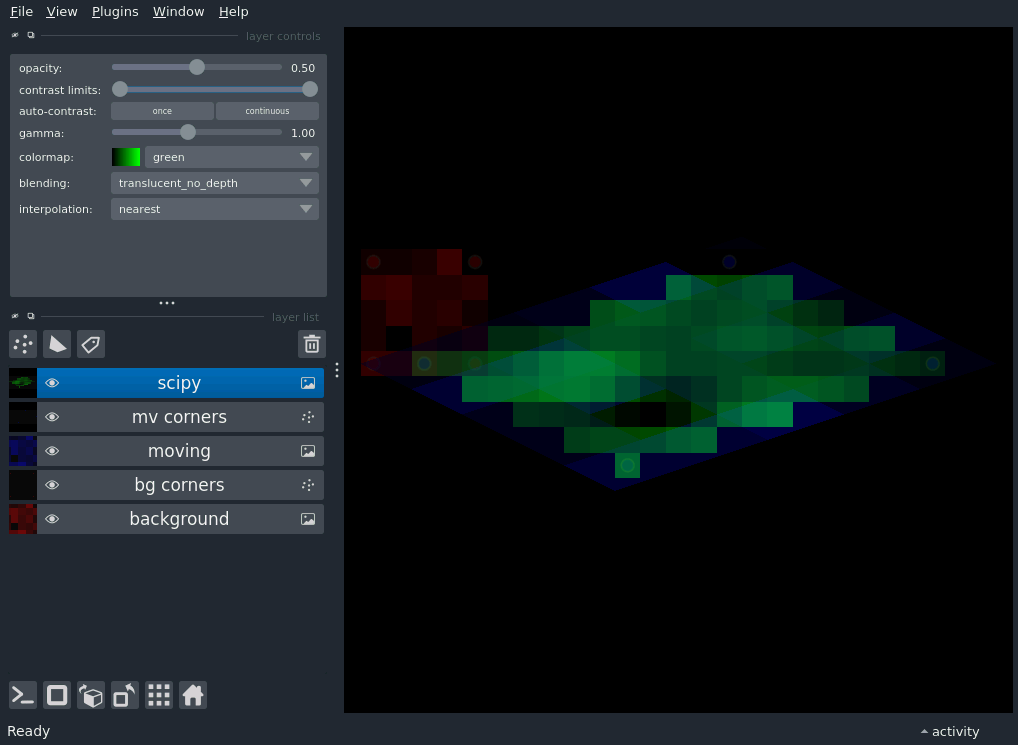 File View Plugins Window Help
layer controls
opacity: 0.50
contrast limits:
auto-contrast: once continuous
gamma: 1.00
colormap: green
blending: translucent_no_depth
interpolation: nearest
layer list
scipy
mv corners
moving
bg corners
background
Ready activity